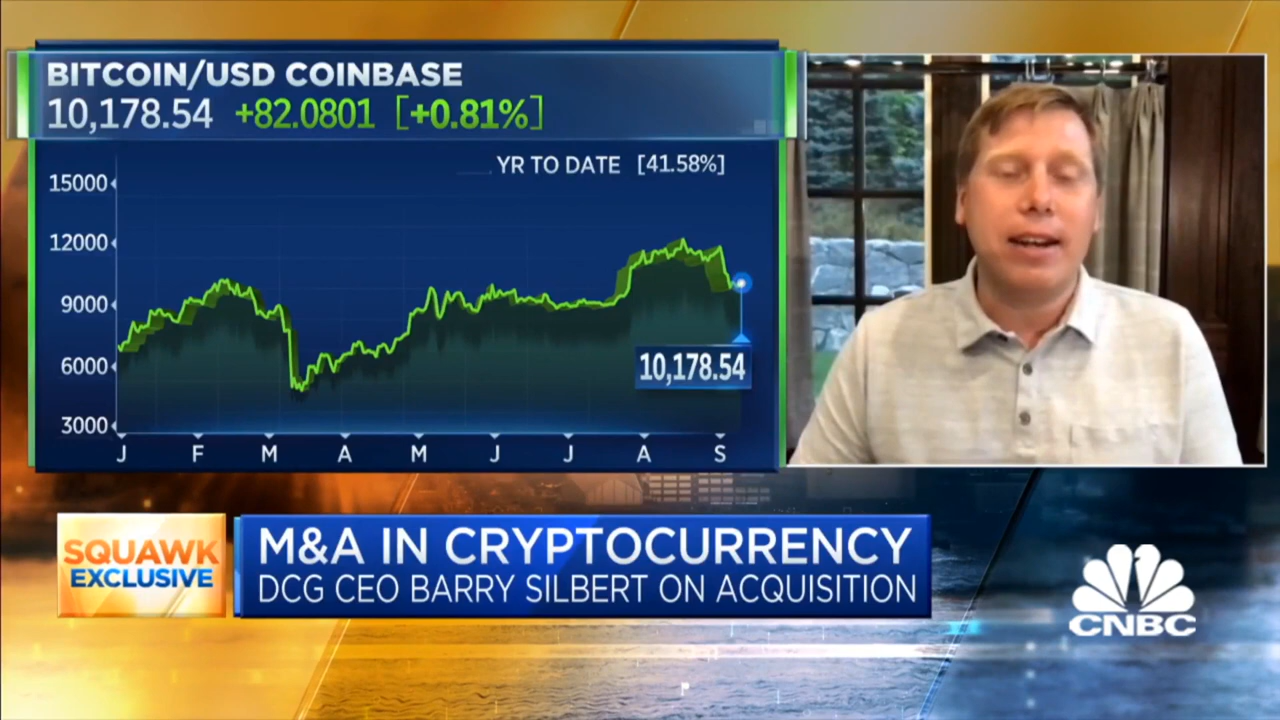 BITCOIN/USD COINBASE
10,178.54 +82.0801 [+0.81%]
YR TO DATE [41.58%]
15000
12000
9000
6000
3000
10,178.54
J F M A M J J A S
SQUAWK
EXCLUSIVE
M&A IN CRYPTOCURRENCY
DCG CEO BARRY SILBERT ON ACQUISITION
CNBC